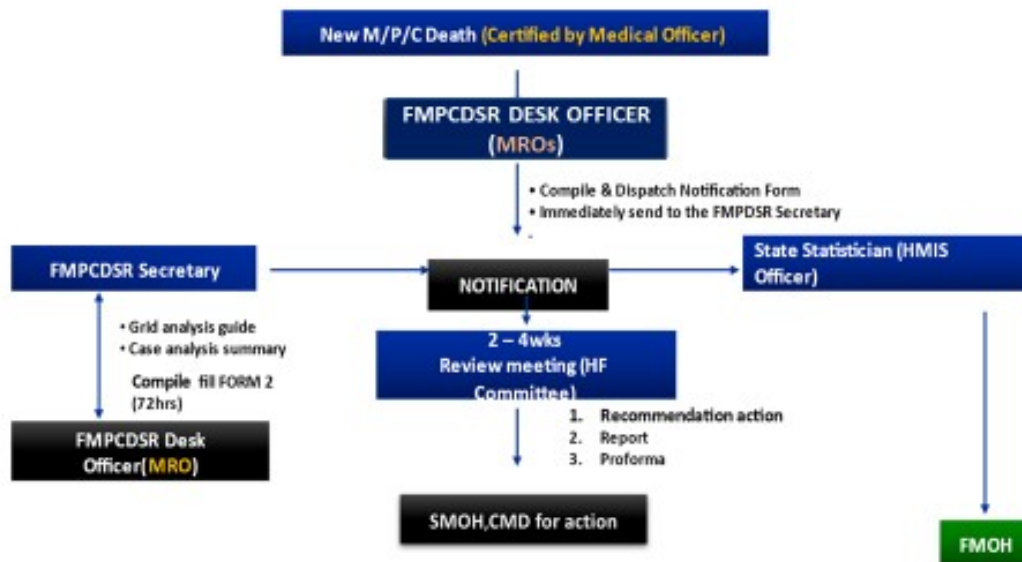 New M/P/C Death (Certified by Medical Officer)
FMPCDSR DESK OFFICER
(MROs)
• Compile & Dispatch Notification Form
• Immediately send to the FMPDSR Secretary
-
FMPCDSR Secretary
NOTIFICATION
State Statistician (HMIS
Officer)
• Grid analysis guide
• Case analysis summary
Compile fill FORM 2
(72hrs)
2 – 4wks
Review meeting (HF
Committee)
1. Recommendation action
2. Report
3. Proforma
FMPCDSR Desk
Officer(MRO)
SMOH,CMD for action
FMOH